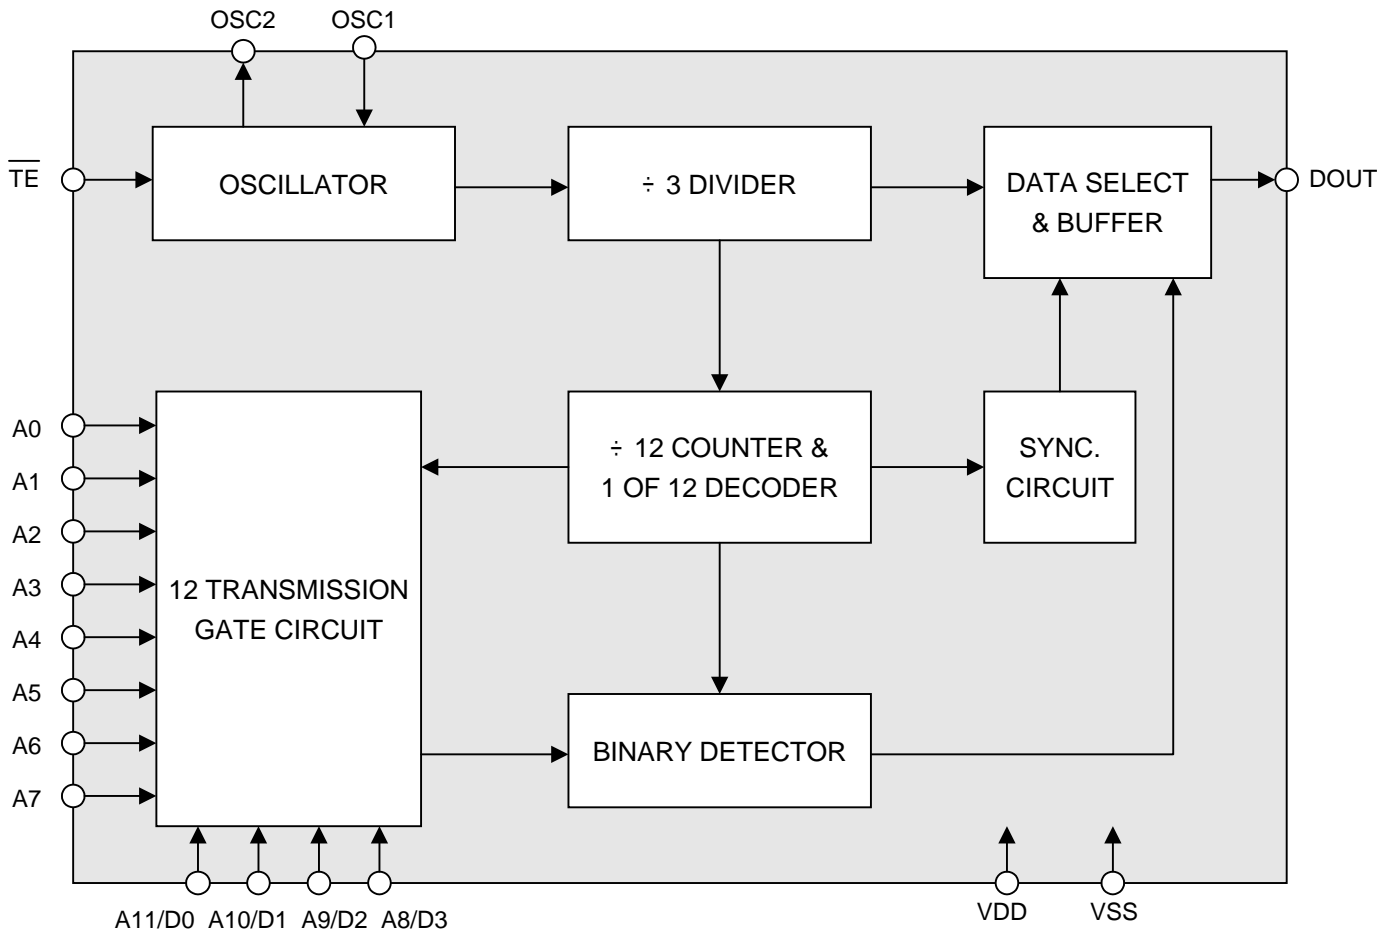 OSC2
OSC1
TE
OSCILLATOR
÷ 3 DIVIDER
DATA SELECT
& BUFFER
DOUT
A0
A1
A2
A3
A4
A5
A6
A7
12 TRANSMISSION
GATE CIRCUIT
÷ 12 COUNTER &
1 OF 12 DECODER
SYNC.
CIRCUIT
BINARY DETECTOR
A11/D0
A10/D1
A9/D2
A8/D3
VDD
VSS